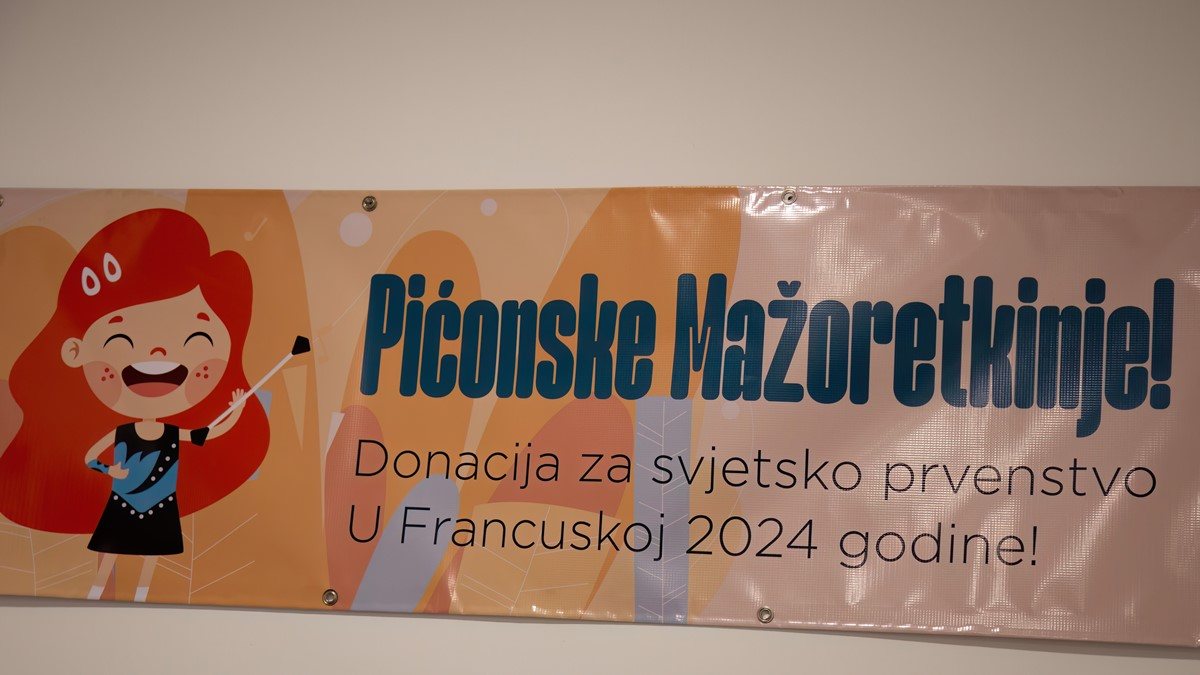 Pićonske Mažoretkinje!
Donacija za svjetsko prvenstvo
U Francuskoj 2024 godine!